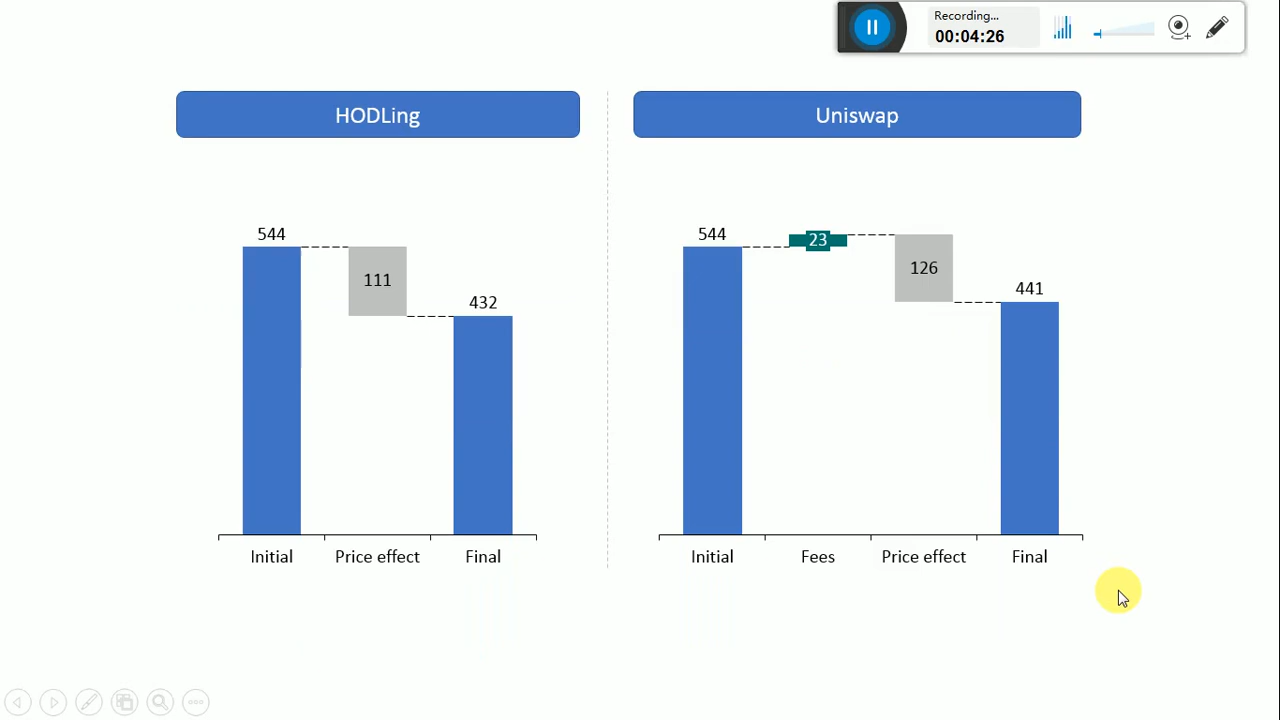 Recording...
00:04:26
HODLing
Uniswap
544
111
432
Initial
Price effect
Final
544
23
126
441
Initial
Fees
Price effect
Final